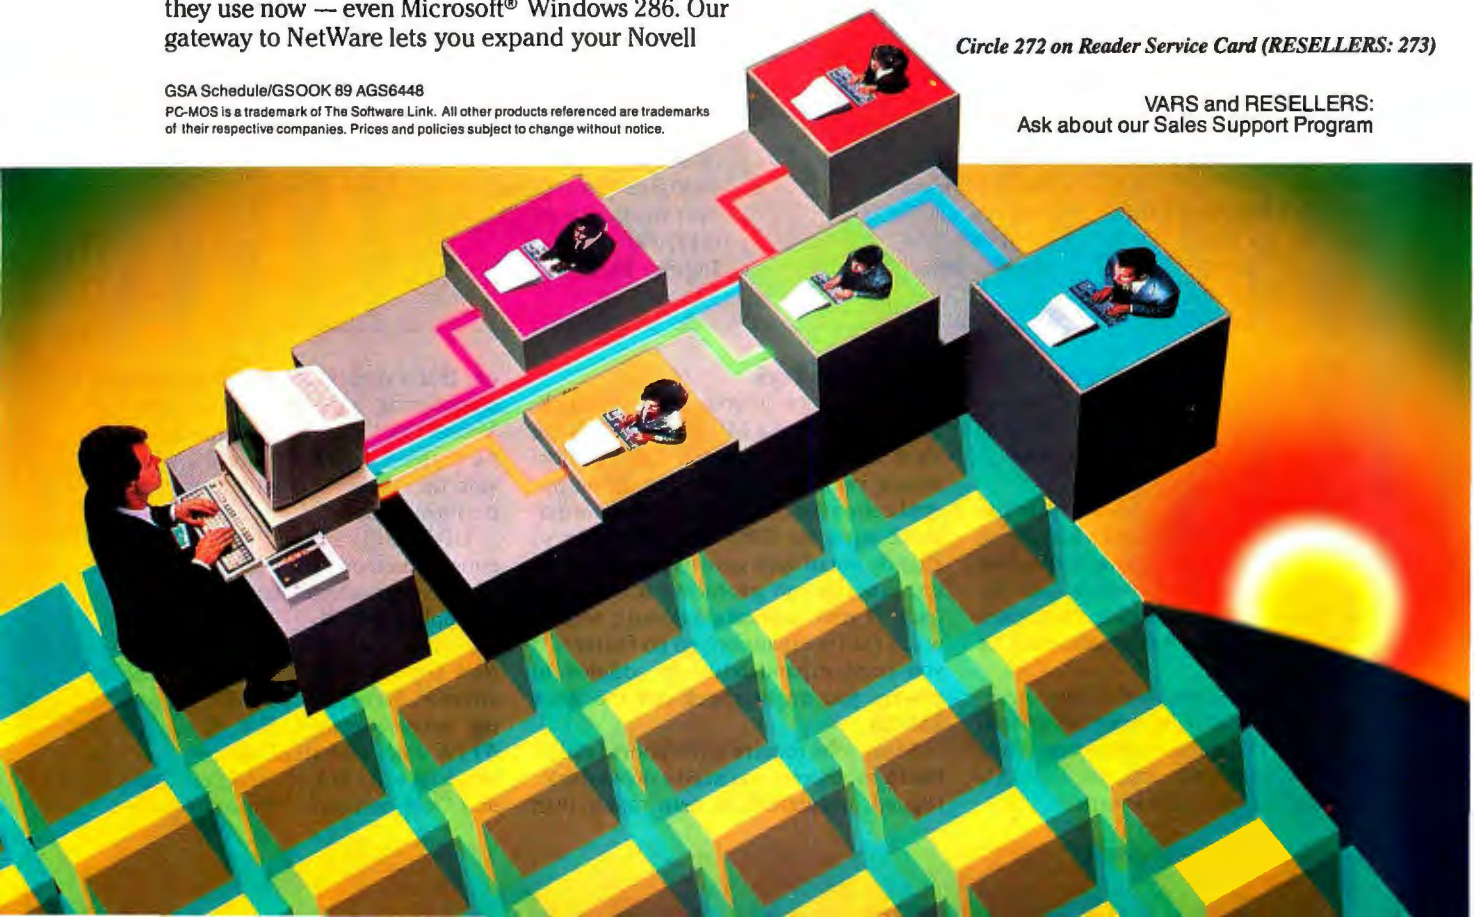 they use now — even Microsoft® Windows 286. Our
gateway to NetWare lets you expand your Novell
GSA Schedule/GSOOK 89 AGS6448
PC-MOS is a trademark of The Software Link. All other products referenced are trademarks
of their respective companies. Prices and policies subject to change without notice.
Circle 272 on Reader Service Card (RESELLERS: 273)
VARS and RESELLERS:
Ask about our Sales Support Program